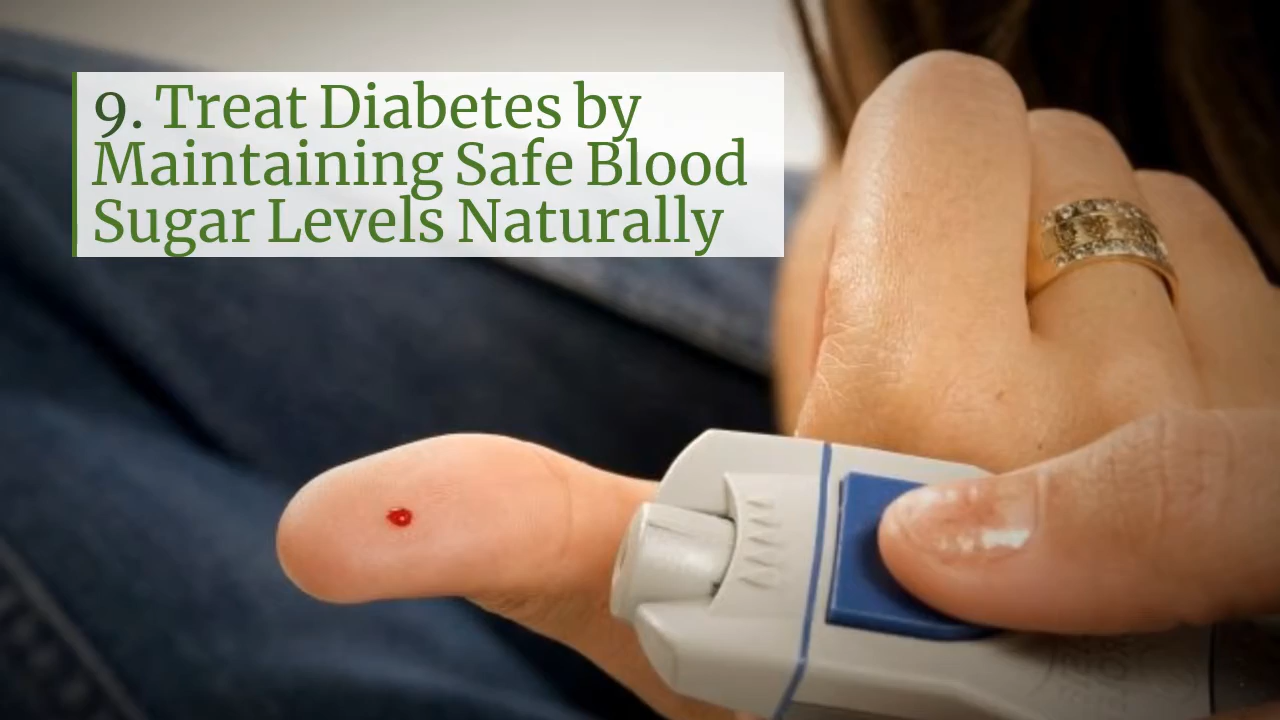 9. Treat Diabetes by
Maintaining Safe Blood
Sugar Levels Naturally